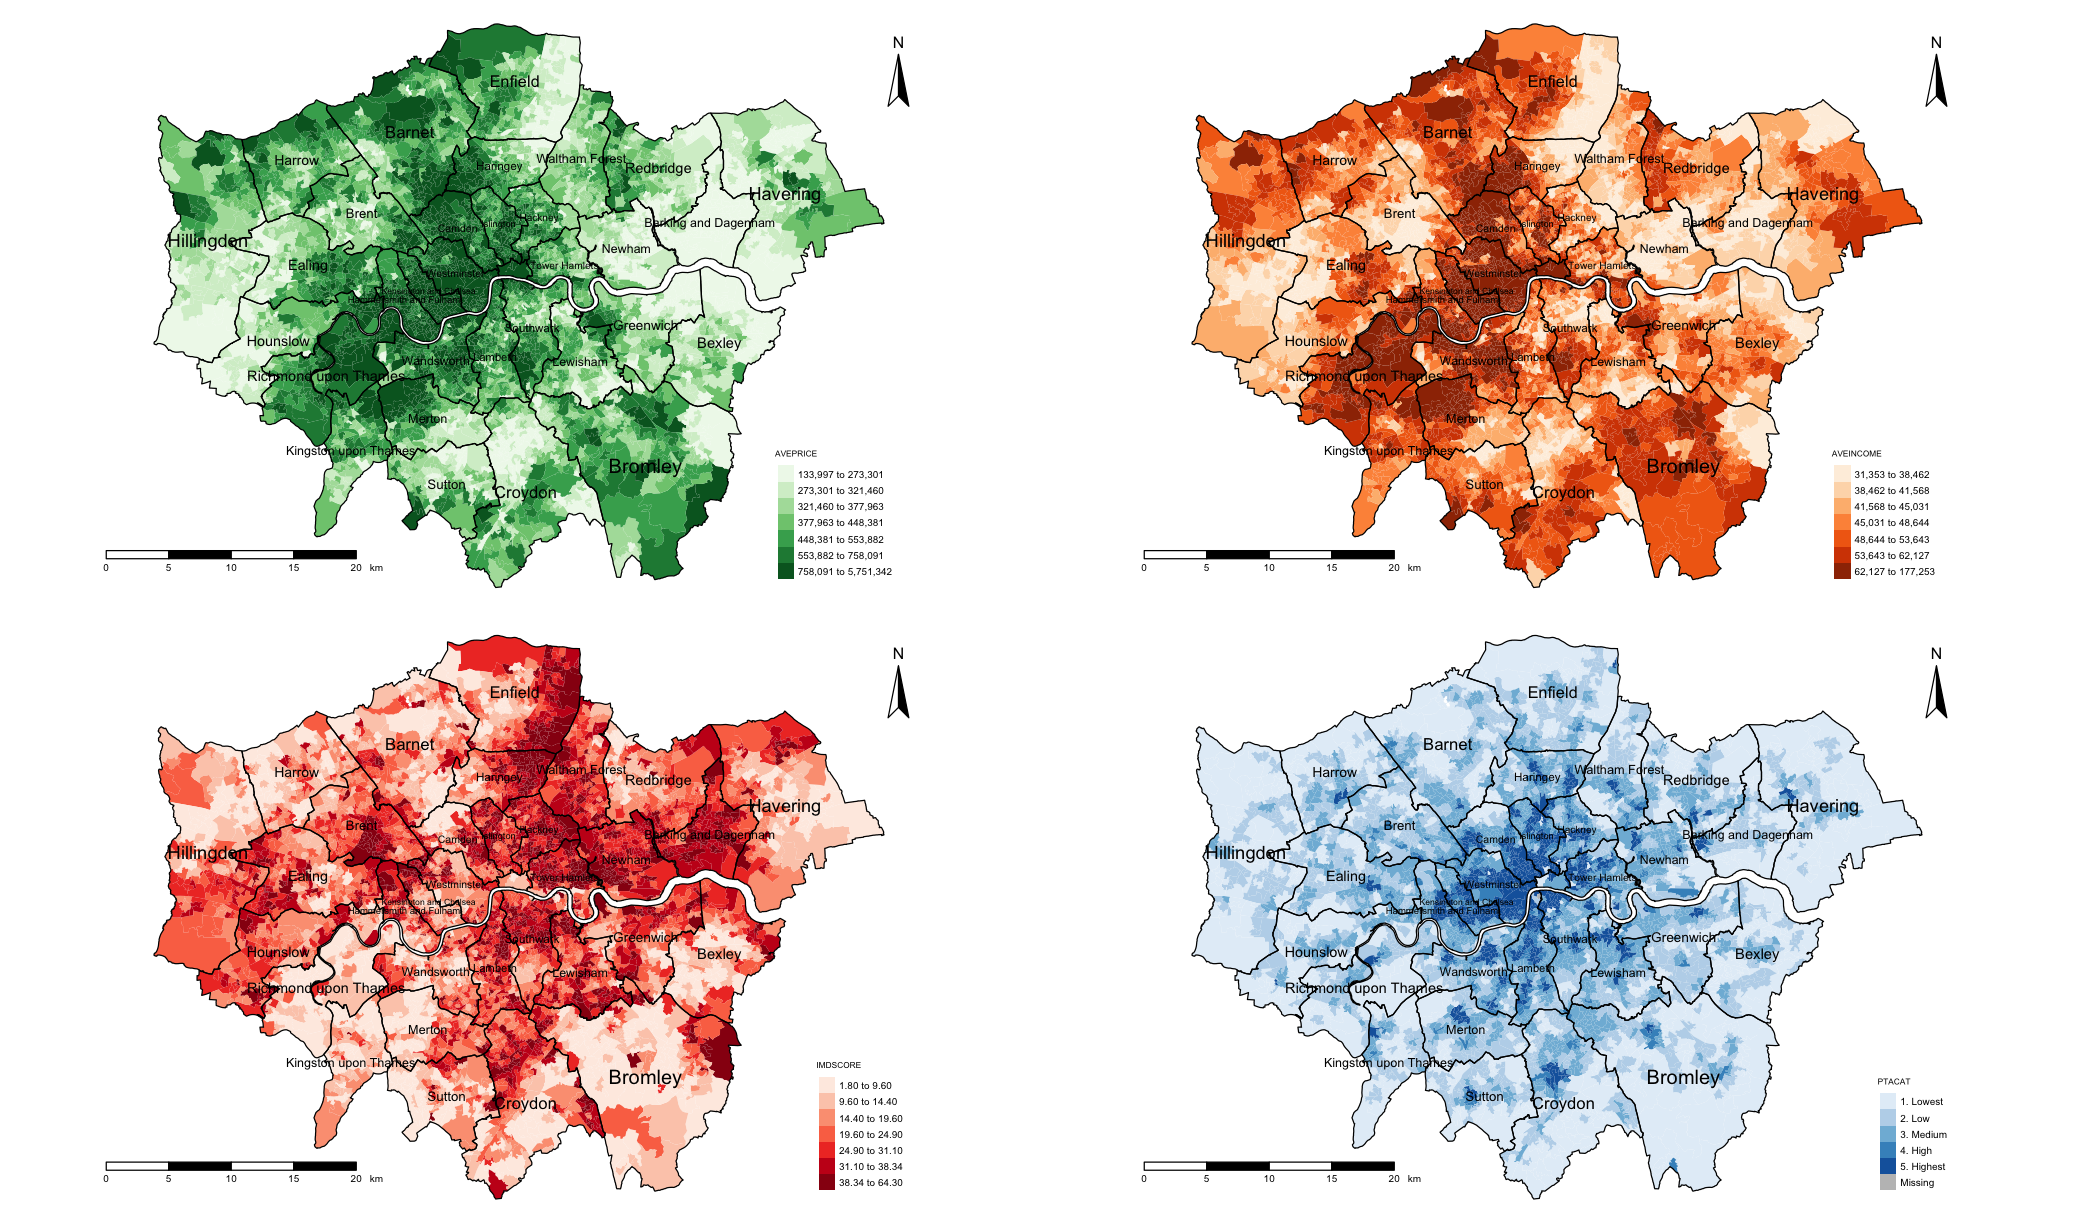 N
Enfield
Barnet
Harrow
Haringey
Waltham Forest
Redbridge
Havering
Brent
Hackney
Islington
Camden
Barking and Dagenham
Hillingdon
Newham
Ealing
Westminster
Tower Hamlets
Kensington and Chelsea
Hammersmith and Fulham
Southwark
Greenwich
Hounslow
Bexley
Wandsworth
Lambeth
Lewisham
Richmond upon Thames
Merton
Kingston upon Thames
Bromley
Sutton
Croydon
AVEPRICE
133,997 to 273,301
273,301 to 321,460
321,460 to 377,963
377,963 to 448,381
448,381 to 553,882
553,882 to 758,091
758,091 to 5,751,342
0 5 10 15 20 km
N
Enfield
Barnet
Harrow
Haringey
Waltham Forest
Redbridge
Havering
Brent
Hackney
Islington
Camden
Barking and Dagenham
Hillingdon
Newham
Ealing
Westminster
Tower Hamlets
Kensington and Chelsea
Hammersmith and Fulham
Southwark
Greenwich
Hounslow
Bexley
Wandsworth
Lambeth
Lewisham
Richmond upon Thames
Merton
Kingston upon Thames
Bromley
Sutton
Croydon
AVEINCOME
31,353 to 38,462
38,462 to 41,568
41,568 to 45,031
45,031 to 48,644
48,644 to 53,643
53,643 to 62,127
62,127 to 177,253
0 5 10 15 20 km
N
Enfield
Barnet
Harrow
Haringey
Waltham Forest
Redbridge
Havering
Brent
Hackney
Islington
Camden
Barking and Dagenham
Hillingdon
Newham
Ealing
Westminster
Tower Hamlets
Kensington and Chelsea
Hammersmith and Fulham
Southwark
Greenwich
Hounslow
Bexley
Wandsworth
Lambeth
Lewisham
Richmond upon Thames
Merton
Kingston upon Thames
Bromley
Sutton
Croydon
IMDSCORE
1.80 to 9.60
9.60 to 14.40
14.40 to 19.60
19.60 to 24.90
24.90 to 31.10
31.10 to 38.34
38.34 to 64.30
0 5 10 15 20 km
N
Enfield
Barnet
Harrow
Haringey
Waltham Forest
Redbridge
Havering
Brent
Hackney
Islington
Camden
Barking and Dagenham
Hillingdon
Newham
Ealing
Westminster
Tower Hamlets
Kensington and Chelsea
Hammersmith and Fulham
Southwark
Greenwich
Hounslow
Bexley
Wandsworth
Lambeth
Lewisham
Richmond upon Thames
Merton
Kingston upon Thames
Bromley
Sutton
Croydon
PTACAT
1. Lowest
2. Low
3. Medium
4. High
5. Highest
Missing
0 5 10 15 20 km